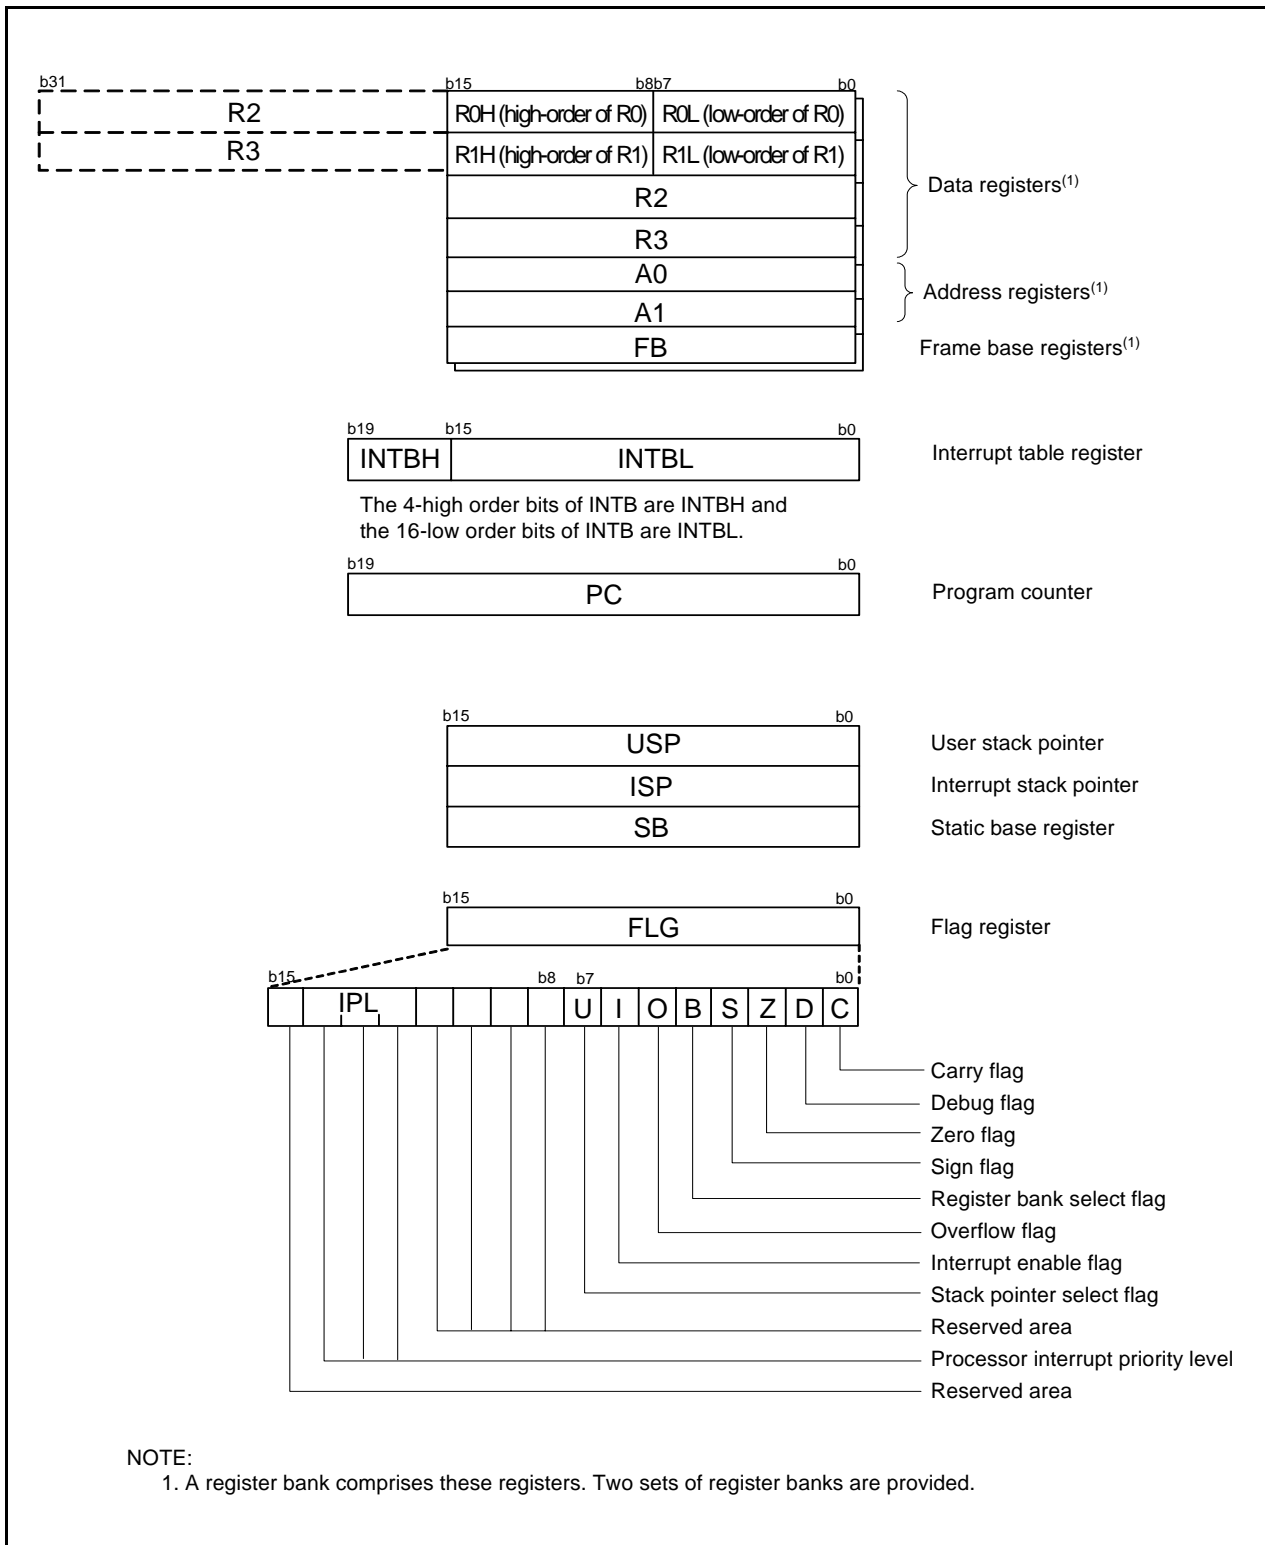 b31 b15 b8b7 b0
R2 R0H (high-order of R0) R0L (low-order of R0)
R3 R1H (high-order of R1) R1L (low-order of R1)
R2
Data registers(1)
R3
A0
Address registers(1)
A1
FB Frame base registers(1)
b19 b15 b0
INTBH INTBL Interrupt table register
The 4-high order bits of INTB are INTBH and
the 16-low order bits of INTB are INTBL.
b19 b0
PC Program counter
b15 b0
USP User stack pointer
ISP Interrupt stack pointer
SB Static base register
b15 b0
FLG Flag register
b15 b8 b7 b0
IPL U I O B S Z D C
Carry flag
Debug flag
Zero flag
Sign flag
Register bank select flag
Overflow flag
Interrupt enable flag
Stack pointer select flag
Reserved area
Processor interrupt priority level
Reserved area
NOTE:
1. A register bank comprises these registers. Two sets of register banks are provided.